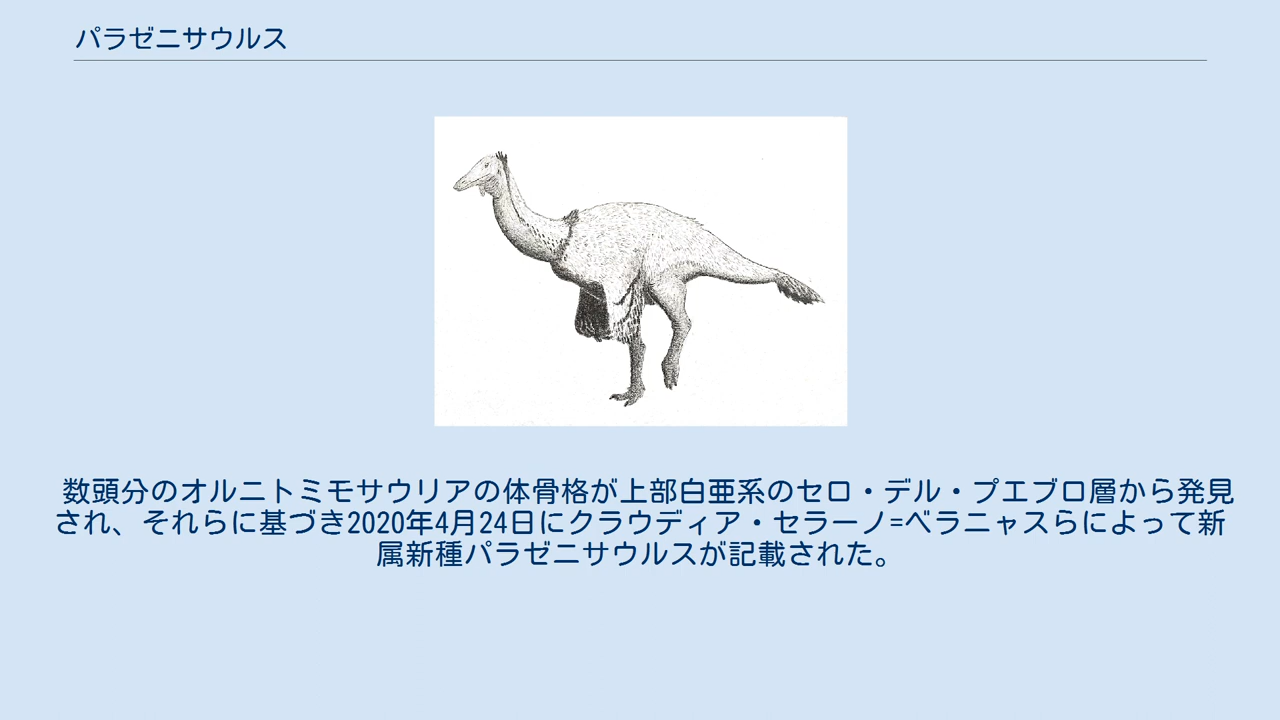 パラゼニサウルス
数頭分のオルニトミモサウリアの体骨格が上部白亜系のセロ・デル・プエブロ層から発見
され、それらに基づき2020年4月24日にクラウディア・セラーノ=ベラニャスらによって新
属新種パラゼニサウルスが記載された。